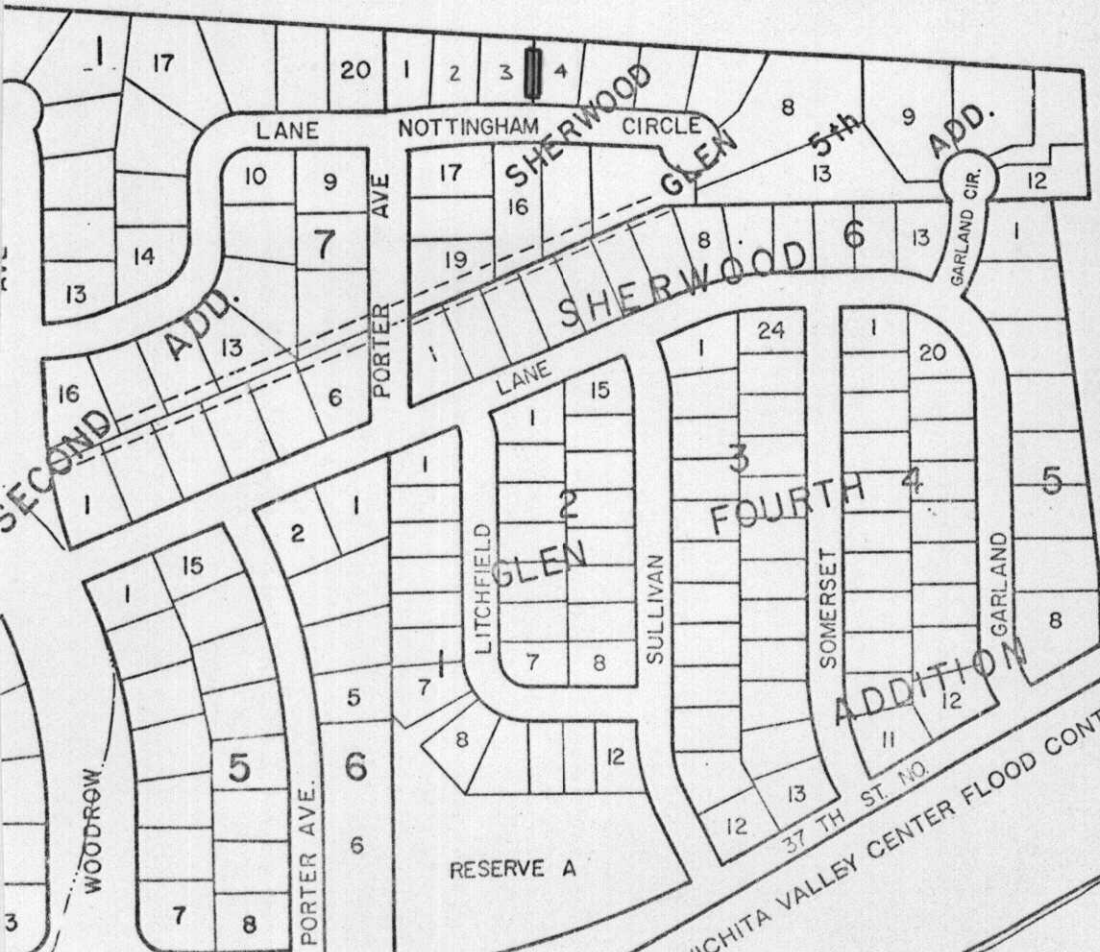 1
17
20
1
2
3
4
8
9
12
13
LANE
NOTTINGHAM
CIRCLE
SHERWOOD
GLEN
5th
ADD.
GARLAND CIR.
10
9
7
14
13
17
16
19
PORTER AVE
SECOND
ADD.
16
13
6
1
1
8
6
13
1
SHERWOOD
LANE
1
15
1
24
1
20
2
3
4
5
GLEN
FOURTH
ADDITION
LITCHFIELD
SULLIVAN
SOMERSET
GARLAND
1
1
7
7
8
8
12
12
13
11
12
8
1
15
2
1
5
5
6
6
7
8
3
WOODROW
PORTER AVE.
RESERVE A
37 TH ST. NO.
WICHITA VALLEY CENTER FLOOD CONT